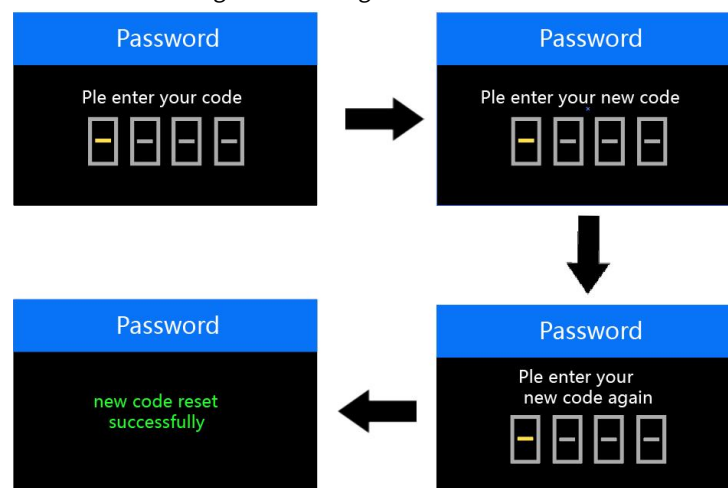 Password
Ple enter your code
Password
Ple enter your new code
Password
Ple enter your
new code again
Password
new code reset
successfully